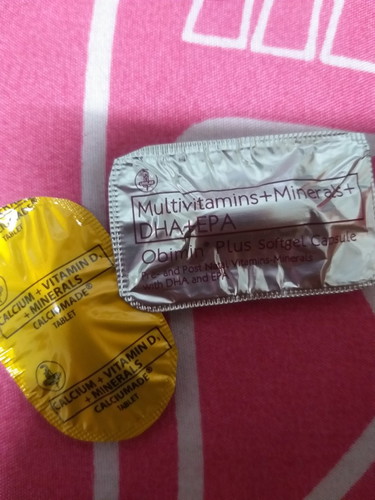 Multivitamins+Minerals+
DHA+EPA
Obimin® Plus Softgel Capsule
Pre and Post Natal Vitamins-Minerals
with DHA and EPA
TABLET
CALCIUM + VITAMIN D₃
+ MINERALS
CALCIUMADE®
TABLET
CALCIUM + VITAMIN D₃
+ MINERALS
CALCIUMADE®
TABLET